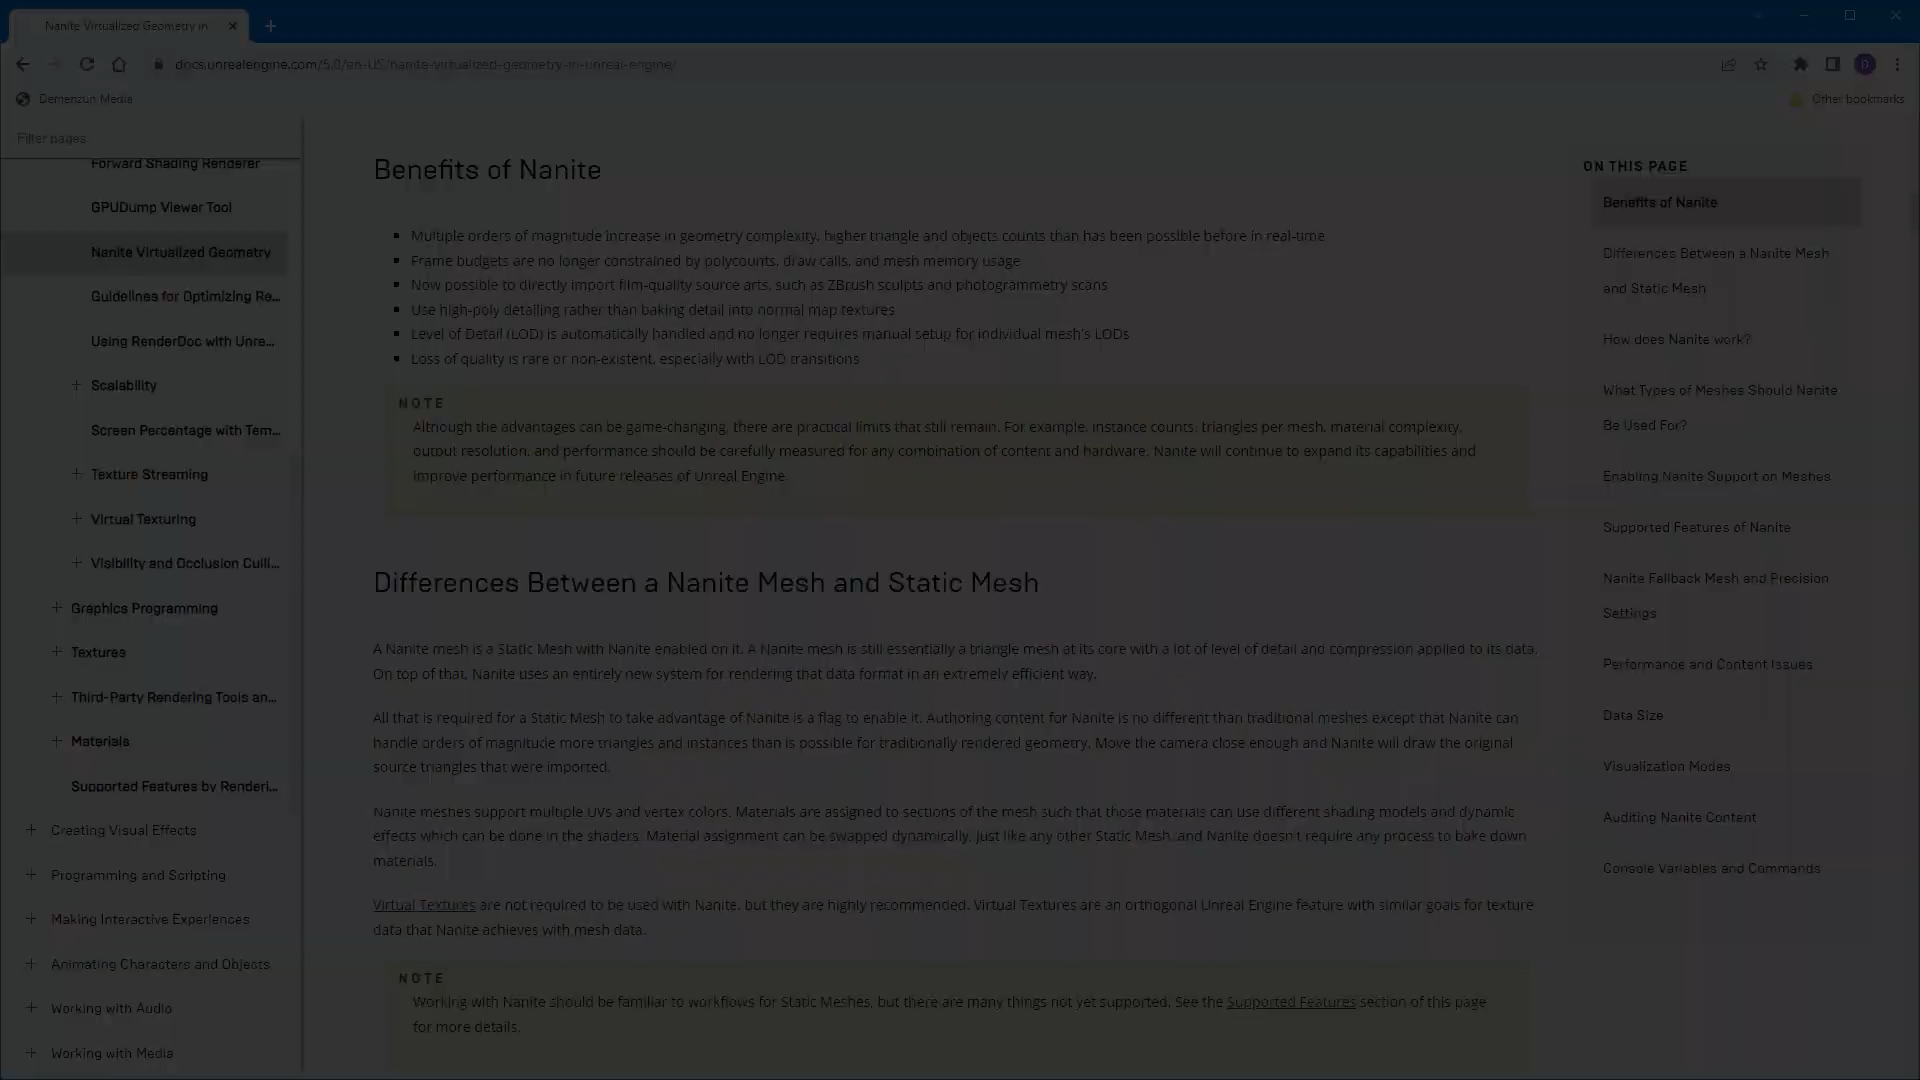 Nanite Virtualized Geometry in
docs.unrealengine.com/5.0/en-US/nanite-virtualized-geometry-in-unreal-engine/
D
Demenzun Media
Other bookmarks
Filter pages
Forward Shading Renderer
GPUDump Viewer Tool
Nanite Virtualized Geometry
Guidelines for Optimizing Re...
Using RenderDoc with Unre...
Scalability
Screen Percentage with Tem...
Texture Streaming
Virtual Texturing
Visibility and Occlusion Culli...
Graphics Programming
Textures
Third-Party Rendering Tools an...
Materials
Supported Features by Renderi...
Creating Visual Effects
Programming and Scripting
Making Interactive Experiences
Animating Characters and Objects
Working with Audio
Working with Media
Benefits of Nanite
Multiple orders of magnitude increase in geometry complexity, higher triangle and objects counts than has been possible before in real-time
Frame budgets are no longer constrained by polycounts, draw calls, and mesh memory usage
Now possible to directly import film-quality source arts, such as ZBrush sculpts and photogrammetry scans
Use high-poly detailing rather than baking detail into normal map textures
Level of Detail (LOD) is automatically handled and no longer requires manual setup for individual mesh's LODs
Loss of quality is rare or non-existent, especially with LOD transitions
NOTE
Although the advantages can be game-changing, there are practical limits that still remain. For example, instance counts, triangles per mesh, material complexity,
output resolution, and performance should be carefully measured for any combination of content and hardware. Nanite will continue to expand its capabilities and
improve performance in future releases of Unreal Engine.
Differences Between a Nanite Mesh and Static Mesh
A Nanite mesh is a Static Mesh with Nanite enabled on it. A Nanite mesh is still essentially a triangle mesh at its core with a lot of level of detail and compression applied to its data.
On top of that, Nanite uses an entirely new system for rendering that data format in an extremely efficient way.
All that is required for a Static Mesh to take advantage of Nanite is a flag to enable it. Authoring content for Nanite is no different than traditional meshes except that Nanite can
handle orders of magnitude more triangles and instances than is possible for traditionally rendered geometry. Move the camera close enough and Nanite will draw the original
source triangles that were imported.
Nanite meshes support multiple UVs and vertex colors. Materials are assigned to sections of the mesh such that those materials can use different shading models and dynamic
effects which can be done in the shaders. Material assignment can be swapped dynamically, just like any other Static Mesh, and Nanite doesn't require any process to bake down
materials.
Virtual Textures are not required to be used with Nanite, but they are highly recommended. Virtual Textures are an orthogonal Unreal Engine feature with similar goals for texture
data that Nanite achieves with mesh data.
NOTE
Working with Nanite should be familiar to workflows for Static Meshes, but there are many things not yet supported. See the Supported Features section of this page
for more details.
ON THIS PAGE
Benefits of Nanite
Differences Between a Nanite Mesh
and Static Mesh
How does Nanite work?
What Types of Meshes Should Nanite
Be Used For?
Enabling Nanite Support on Meshes
Supported Features of Nanite
Nanite Fallback Mesh and Precision
Settings
Performance and Content Issues
Data Size
Visualization Modes
Auditing Nanite Content
Console Variables and Commands